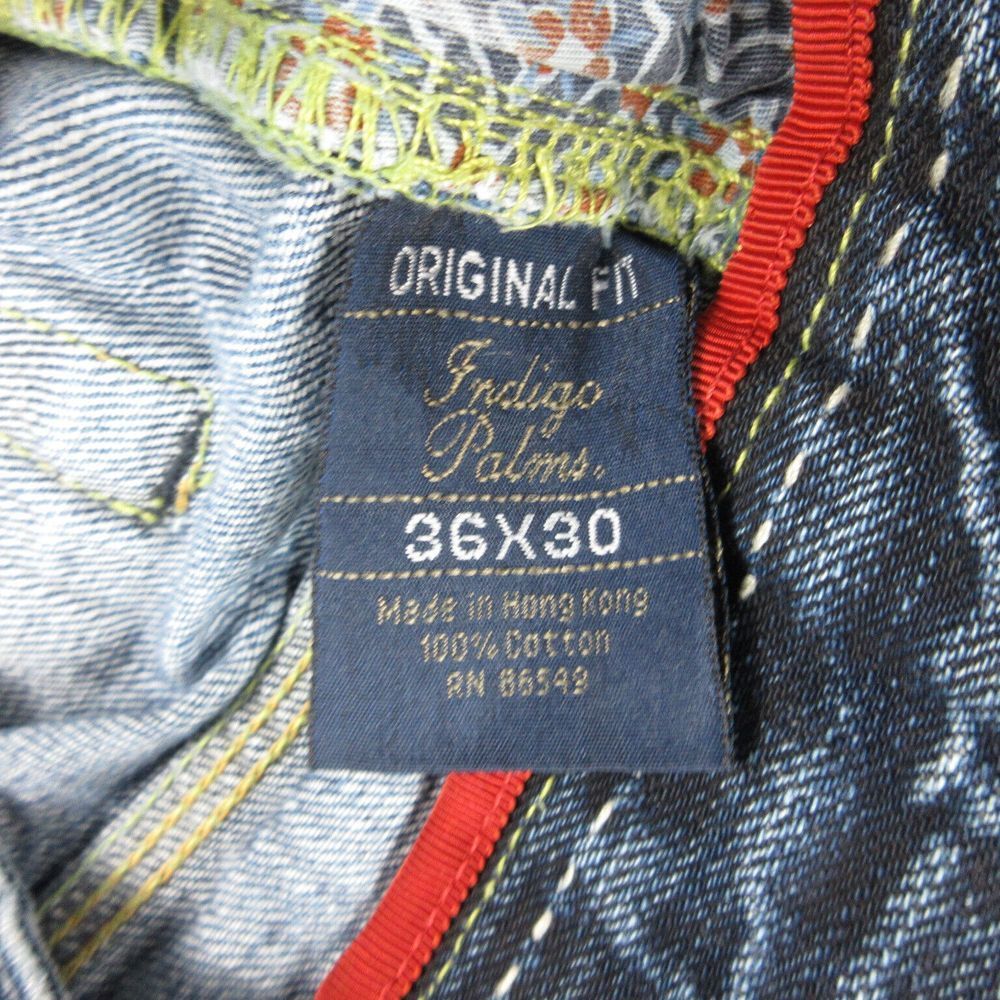 ORIGINAL FIT
Indigo
Palms.
36X30
Made in Hong Kong
100% Cotton
RN 86549